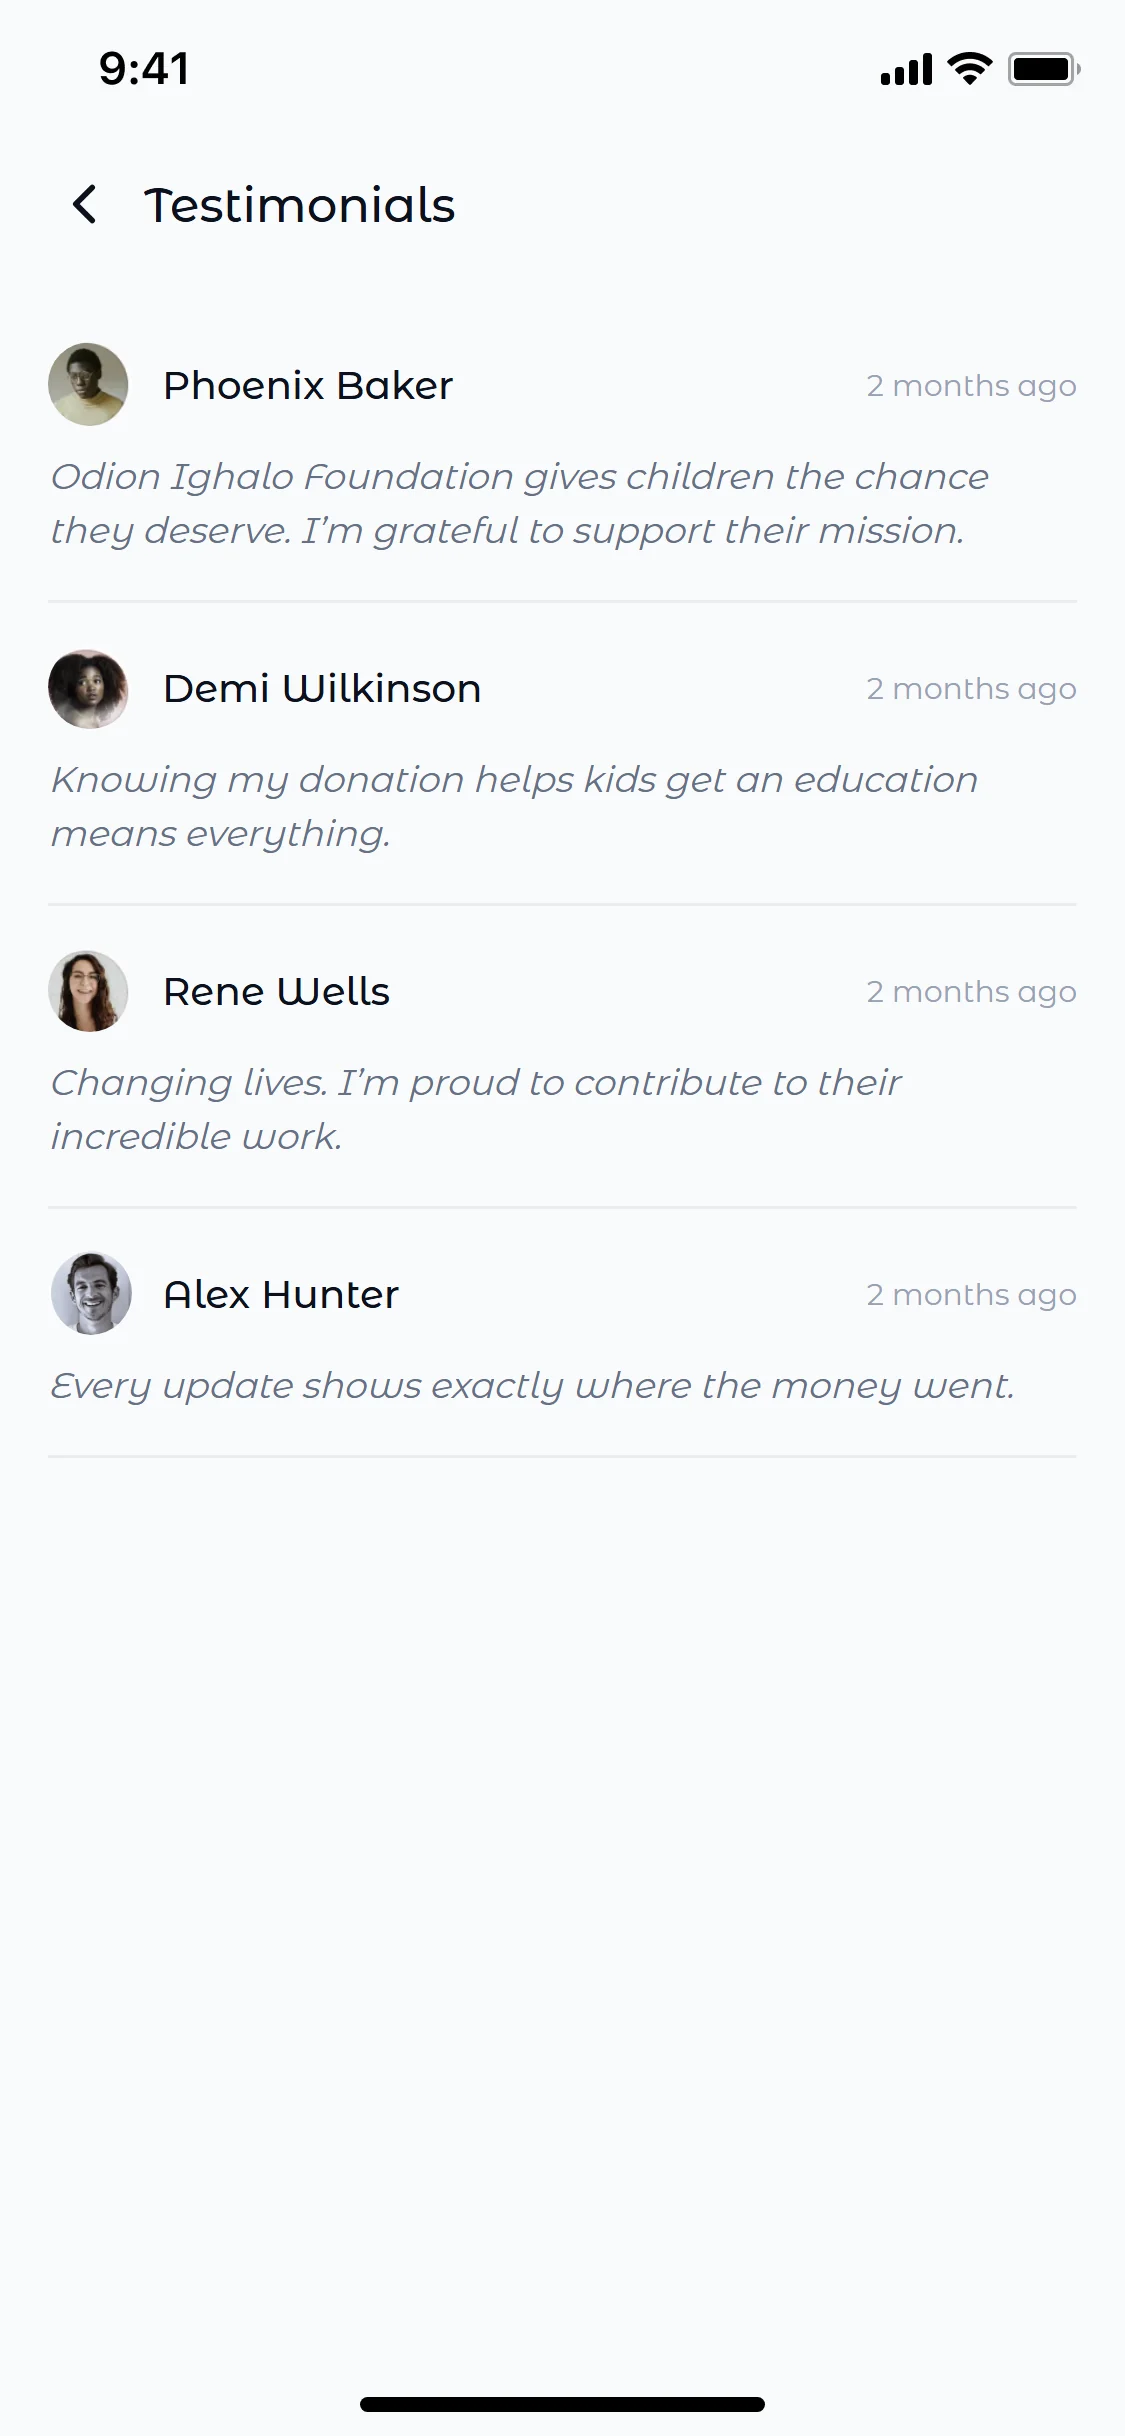 9:41
Testimonials
Phoenix Baker
2 months ago
Odion Ighalo Foundation gives children the chance
they deserve. I’m grateful to support their mission.
Demi Wilkinson
2 months ago
Knowing my donation helps kids get an education
means everything.
Rene Wells
2 months ago
Changing lives. I’m proud to contribute to their
incredible work.
Alex Hunter
2 months ago
Every update shows exactly where the money went.